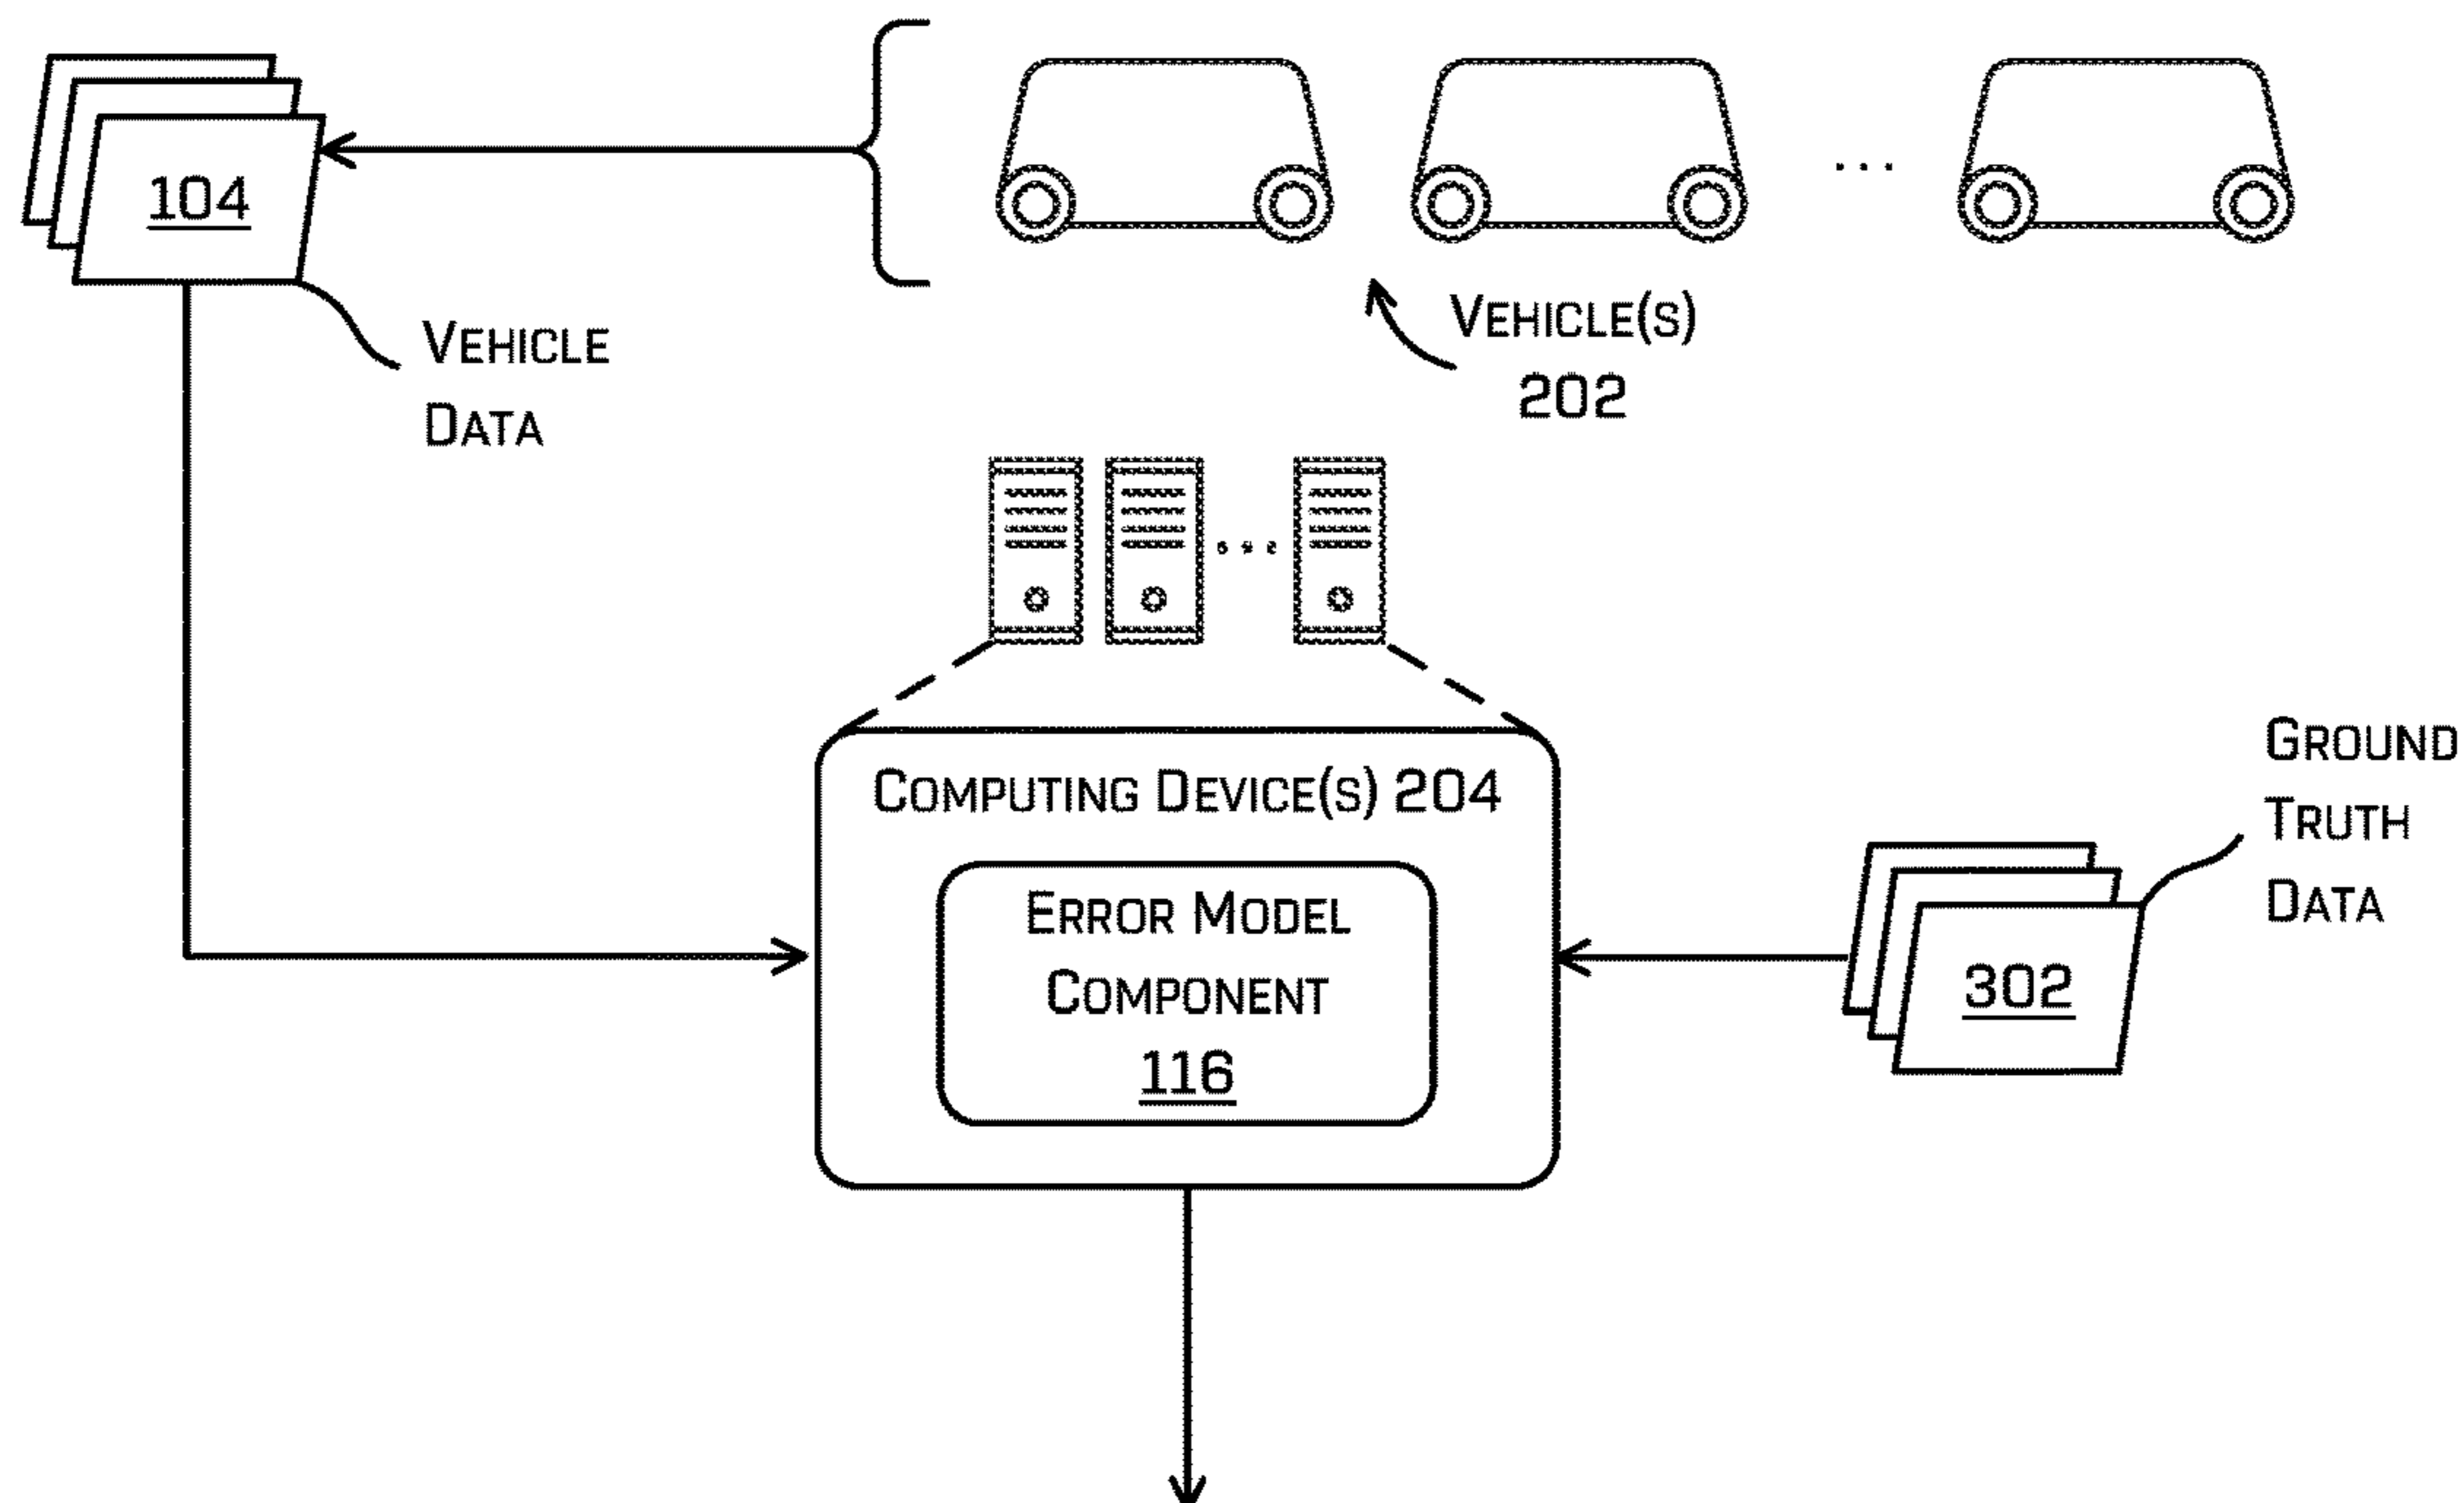 104
VEHICLE
DATA
VEHICLE(S)
202
COMPUTING DEVICE(S) 204
ERROR MODEL
COMPONENT
116
GROUND
TRUTH
DATA
302